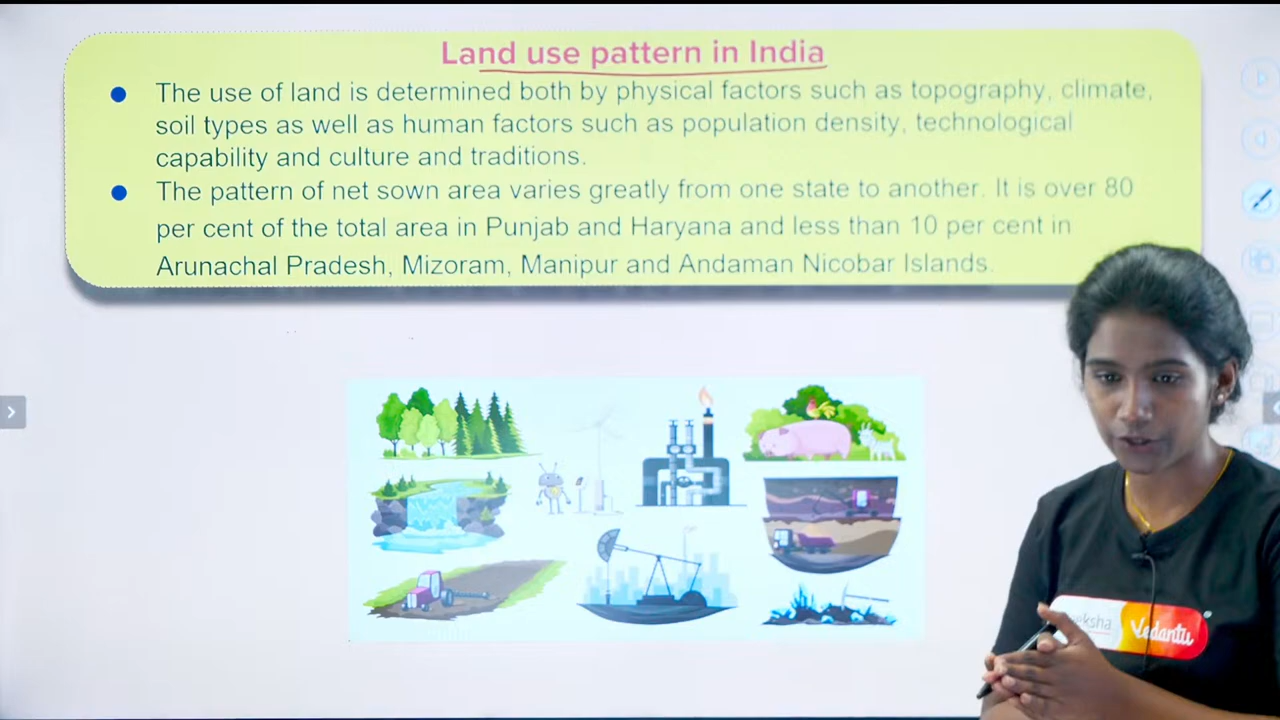 Land use pattern in India
The use of land is determined both by physical factors such as topography, climate,
soil types as well as human factors such as population density, technological
capability and culture and traditions.
The pattern of net sown area varies greatly from one state to another. It is over 80
per cent of the total area in Punjab and Haryana and less than 10 per cent in
Arunachal Pradesh, Mizoram, Manipur and Andaman Nicobar Islands.
Vedantu